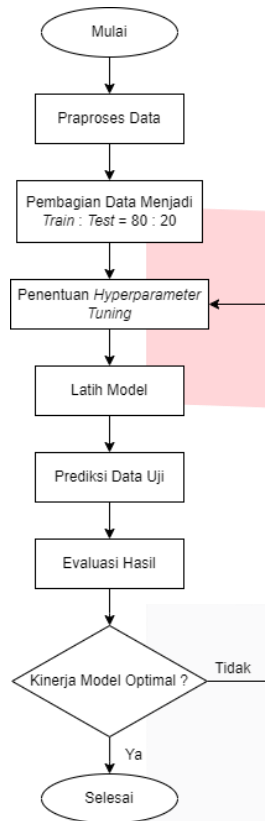 Mulai
Praproses Data
Pembagian Data Menjadi
Train : Test = 80 : 20
Penentuan Hyperparameter
Tuning
Latih Model
Prediksi Data Uji
Evaluasi Hasil
Kinerja Model Optimal ?
Tidak
Ya
Selesai